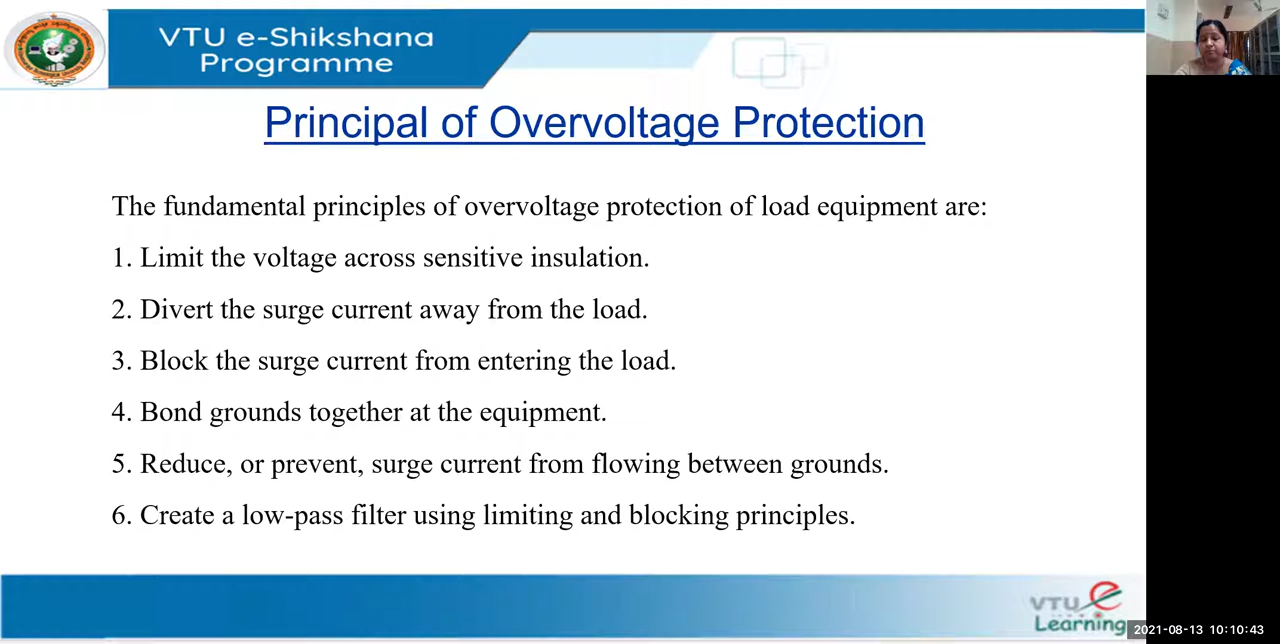 VTU e-Shikshana
Programme
Principal of Overvoltage Protection
The fundamental principles of overvoltage protection of load equipment are:
1. Limit the voltage across sensitive insulation.
2. Divert the surge current away from the load.
3. Block the surge current from entering the load.
4. Bond grounds together at the equipment.
5. Reduce, or prevent, surge current from flowing between grounds.
6. Create a low-pass filter using limiting and blocking principles.
VTU e
Learning
2021-08-13 10:10:43